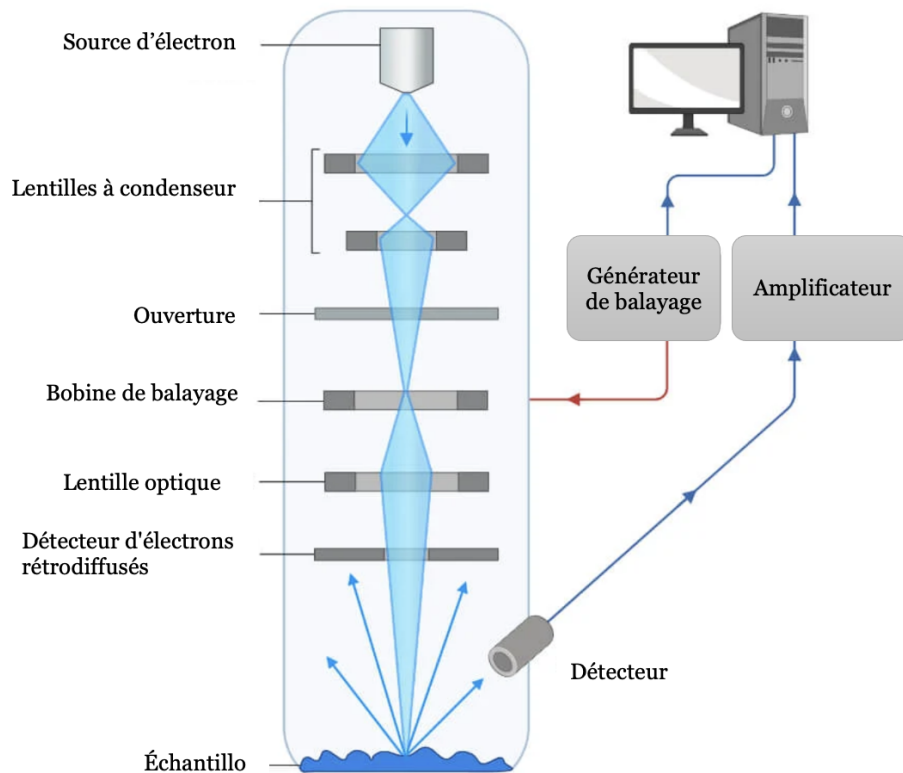 Source d’électron
Lentilles à condenseur
Ouverture
Bobine de balayage
Lentille optique
Détecteur d'électrons
rétrodiffusés
Échantillo
Générateur
de balayage
Amplificateur
Détecteur